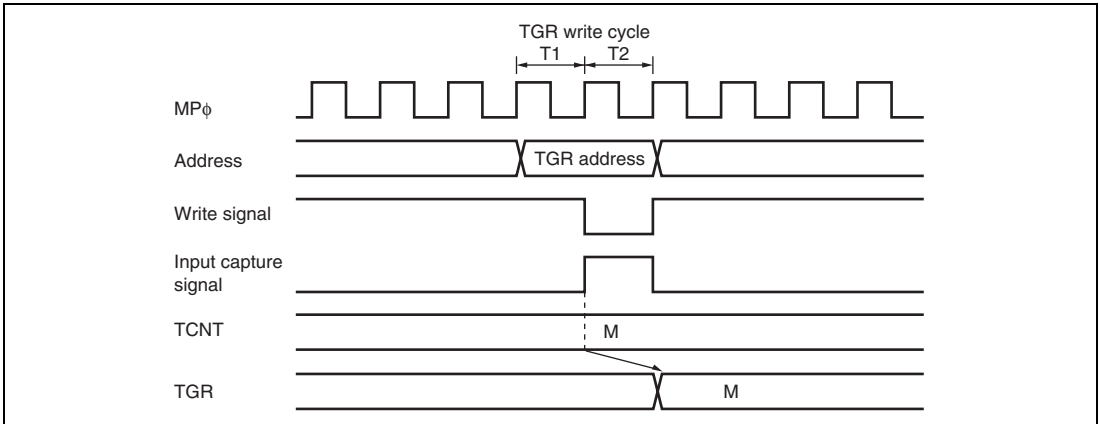 TGR write cycle
T1 T2
MPϕ
Address
TGR address
Write signal
Input capture
signal
TCNT
M
TGR
M